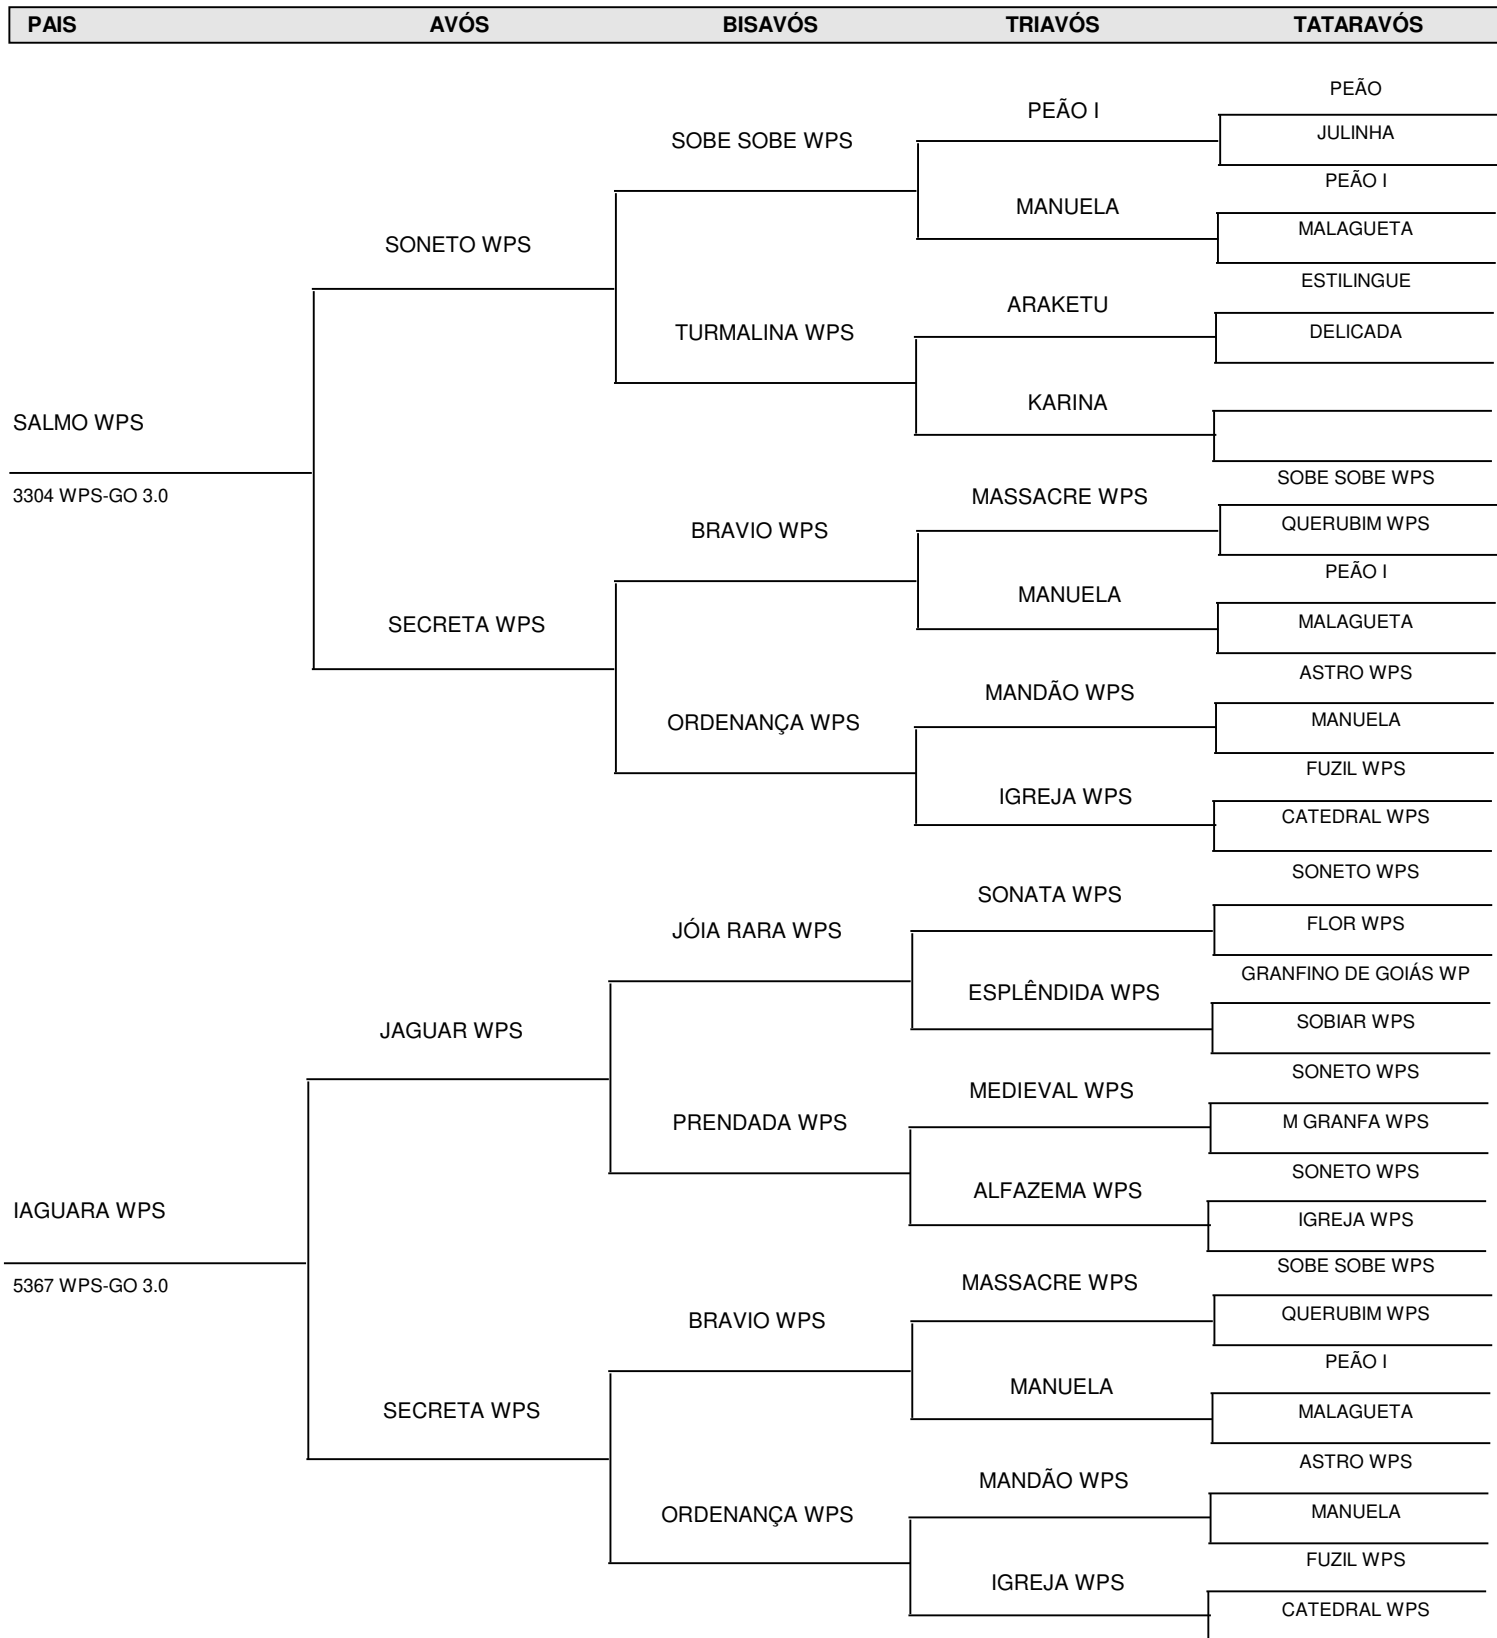 PAIS AVÓS BISAVÓS TRIAVÓS TATARAVÓS
PEÃO
PEÃO I
JULINHA
SOBE SOBE WPS
PEÃO I
MANUELA
MALAGUETA
SONETO WPS
ESTILINGUE
ARAKETU
TURMALINA WPS
DELICADA
KARINA
SALMO WPS
SOBE SOBE WPS
3304 WPS-GO 3.0
MASSACRE WPS
QUERUBIM WPS
BRAVIO WPS
PEÃO I
MANUELA
MALAGUETA
SECRETA WPS
ASTRO WPS
MANDÃO WPS
MANUELA
ORDENANÇA WPS
FUZIL WPS
IGREJA WPS
CATEDRAL WPS
SONETO WPS
SONATA WPS
FLOR WPS
JÓIA RARA WPS
GRANFINO DE GOIÁS WP
ESPLÊNDIDA WPS
SOBIAR WPS
JAGUAR WPS
SONETO WPS
MEDIEVAL WPS
M GRANFA WPS
PRENDADA WPS
SONETO WPS
ALFAZEMA WPS
IGREJA WPS
IAGUARA WPS
SOBE SOBE WPS
5367 WPS-GO 3.0
MASSACRE WPS
QUERUBIM WPS
BRAVIO WPS
PEÃO I
MANUELA
MALAGUETA
SECRETA WPS
ASTRO WPS
MANDÃO WPS
MANUELA
ORDENANÇA WPS
FUZIL WPS
IGREJA WPS
CATEDRAL WPS